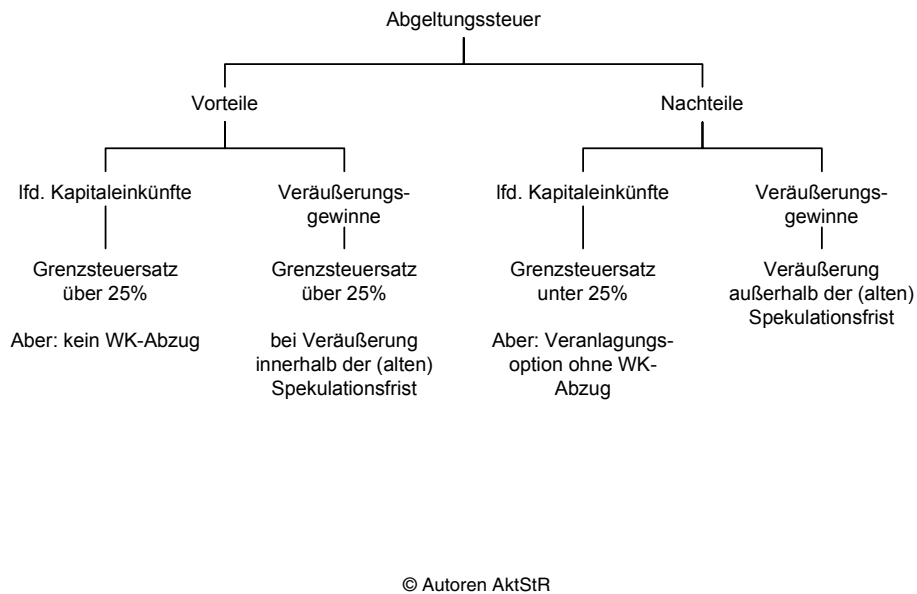 Abgeltungssteuer
Vorteile
Nachteile
lfd. Kapitaleinkünfte
Veräußerungs-
gewinne
lfd. Kapitaleinkünfte
Veräußerungs-
gewinne
Grenzsteuersatz
über 25%
Aber: kein WK-Abzug
Grenzsteuersatz
über 25%
bei Veräußerung
innerhalb der (alten)
Spekulationsfrist
Grenzsteuersatz
unter 25%
Aber: Veranlagungs-
option ohne WK-
Abzug
Veräußerung
außerhalb der (alten)
Spekulationsfrist
© Autoren AktStR